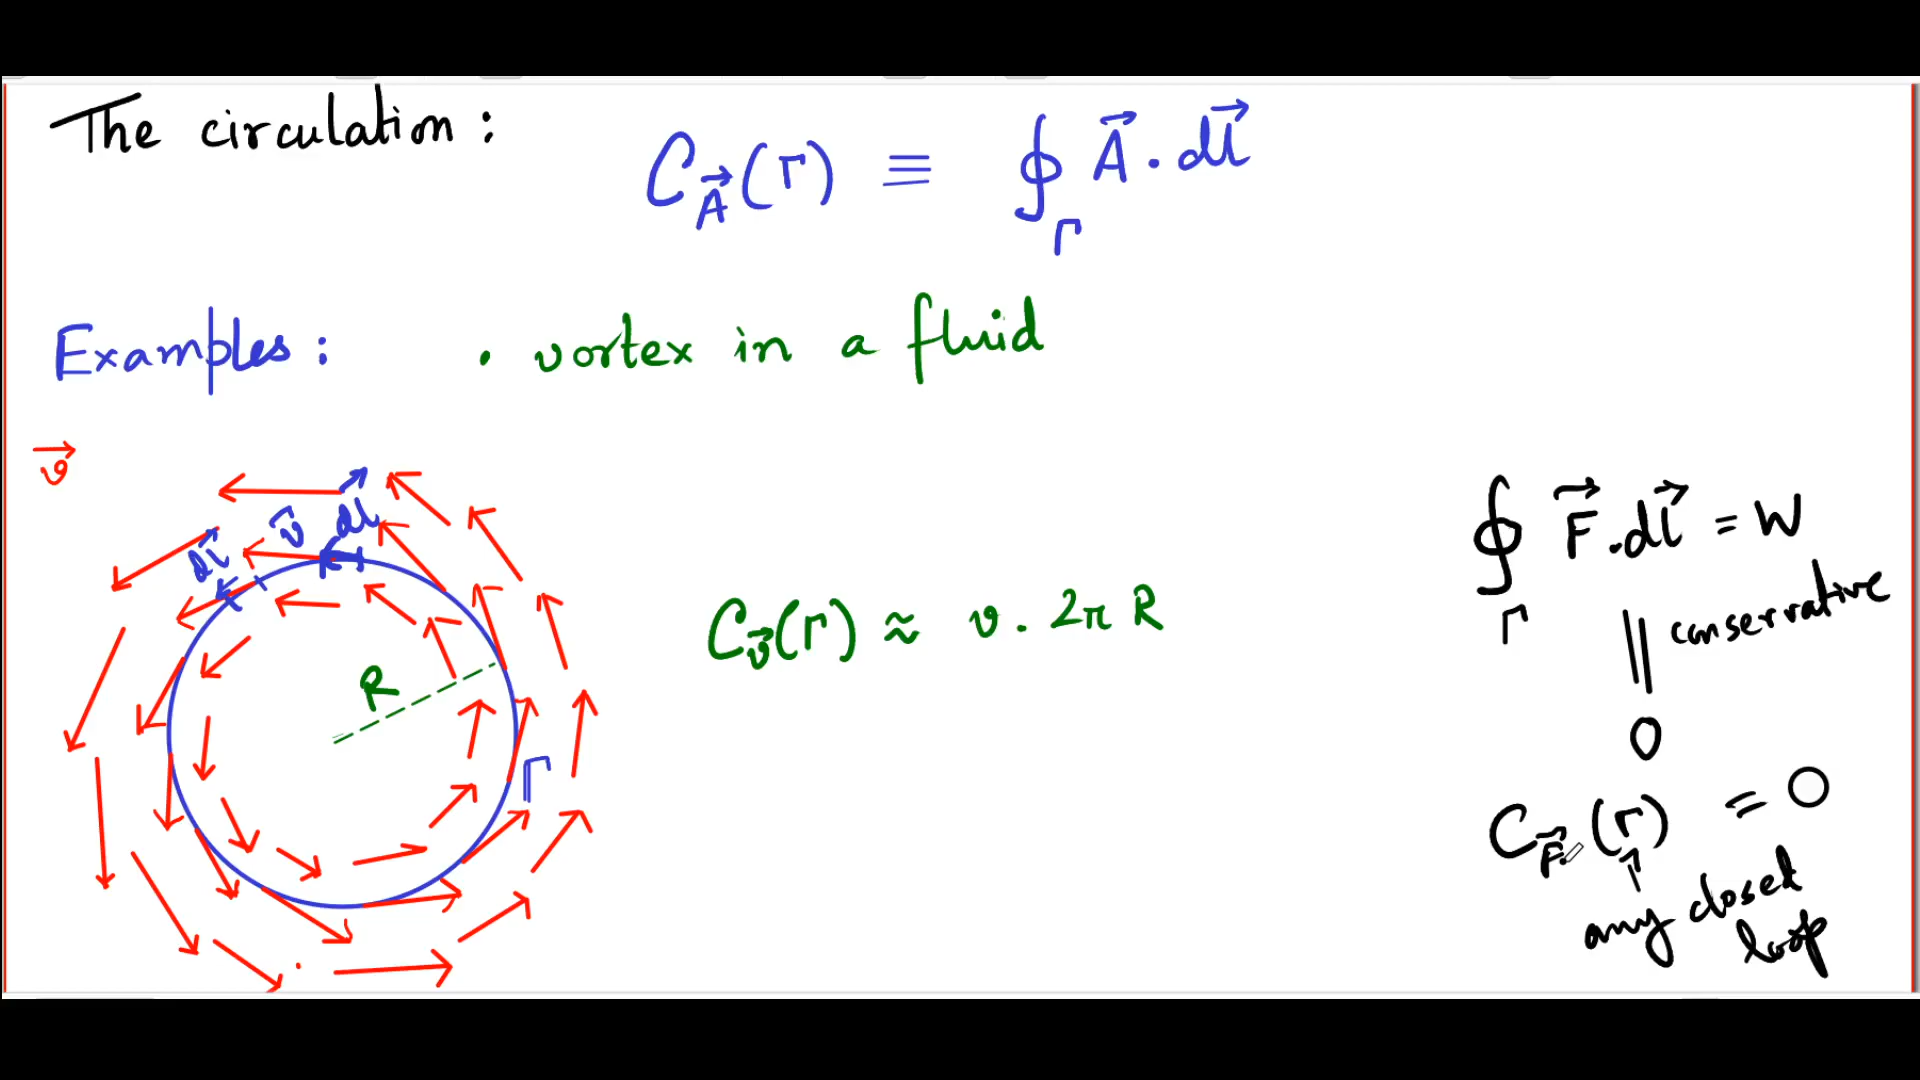 The circulation : C_A⃗(Γ) ≡ ∮_Γ A⃗ · dl⃗
Examples : · vortex in a fluid
v⃗
dl⃗
v⃗
dl⃗
R
Γ
C_v⃗(Γ) ≈ v · 2π R
∮_Γ F⃗ · dl⃗ = W
|| conservative
0
C_F⃗(Γ) = 0
↑
any closed
loop